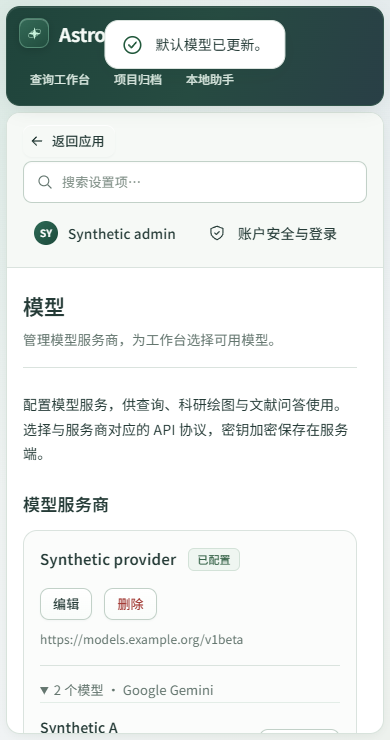 Astro
默认模型已更新。
查询工作台 项目归档 本地助手
返回应用
搜索设置项…
SY Synthetic admin 账户安全与登录
模型
管理模型服务商，为工作台选择可用模型。
配置模型服务，供查询、科研绘图与文献问答使用。
选择与服务商对应的 API 协议，密钥加密保存在服务
端。
模型服务商
Synthetic provider 已配置
编辑 删除
https://models.example.org/v1beta
▼ 2 个模型 · Google Gemini
Synthetic A